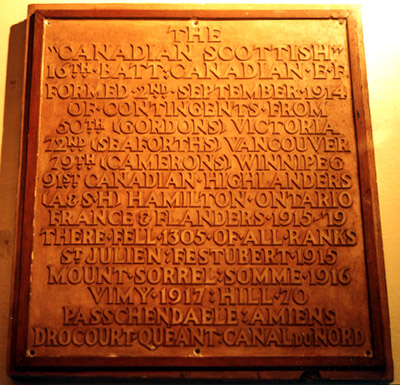 THE
"CANADIAN SCOTTISH"
16TH·BATT:CANADIAN·E·F·
FORMED·2ND·SEPTEMBER·1914
OF·CONTINGENTS·FROM
50TH (GORDONS) VICTORIA
72ND (SEAFORTHS) VANCOUVER
79TH (CAMERONS) WINNIPEG
91ST CANADIAN·HIGHLANDERS
(A&S·H) HAMILTON·ONTARIO
FRANCE & FLANDERS·1915-'19
THERE·FELL·1305·OF·ALL·RANKS
ST JULIEN:FESTUBERT·1915
MOUNT·SORREL:SOMME·1916
VIMY·1917:HILL·70
PASSCHENDAELE:AMIENS
DROCOURT·QUEANT:CANAL DU NORD